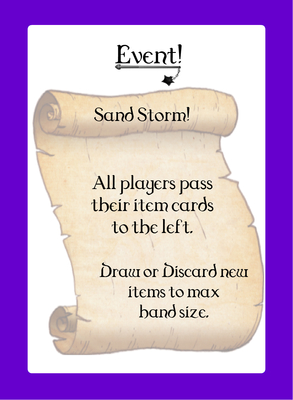 Event!
Sand Storm!
All players pass
their item cards
to the left.
Draw or Discard new
items to max
hand size.